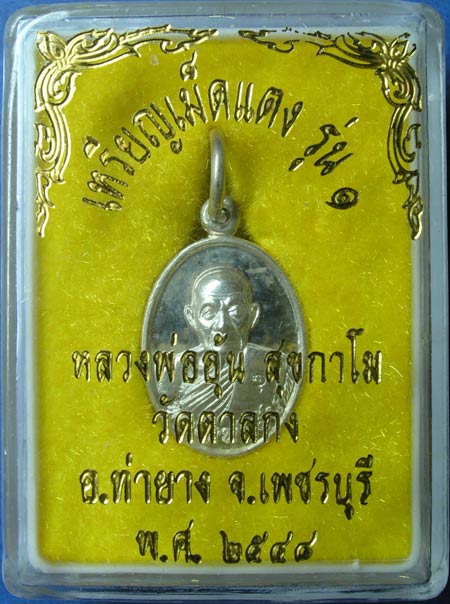 เหรียญเม็ดแตง รุ่น ๑
หลวงพ่ออุ้น สุขกาโม
วัดตาลกง
อ.ท่ายาง จ.เพชรบุรี
พ.ศ. ๒๕๔๘